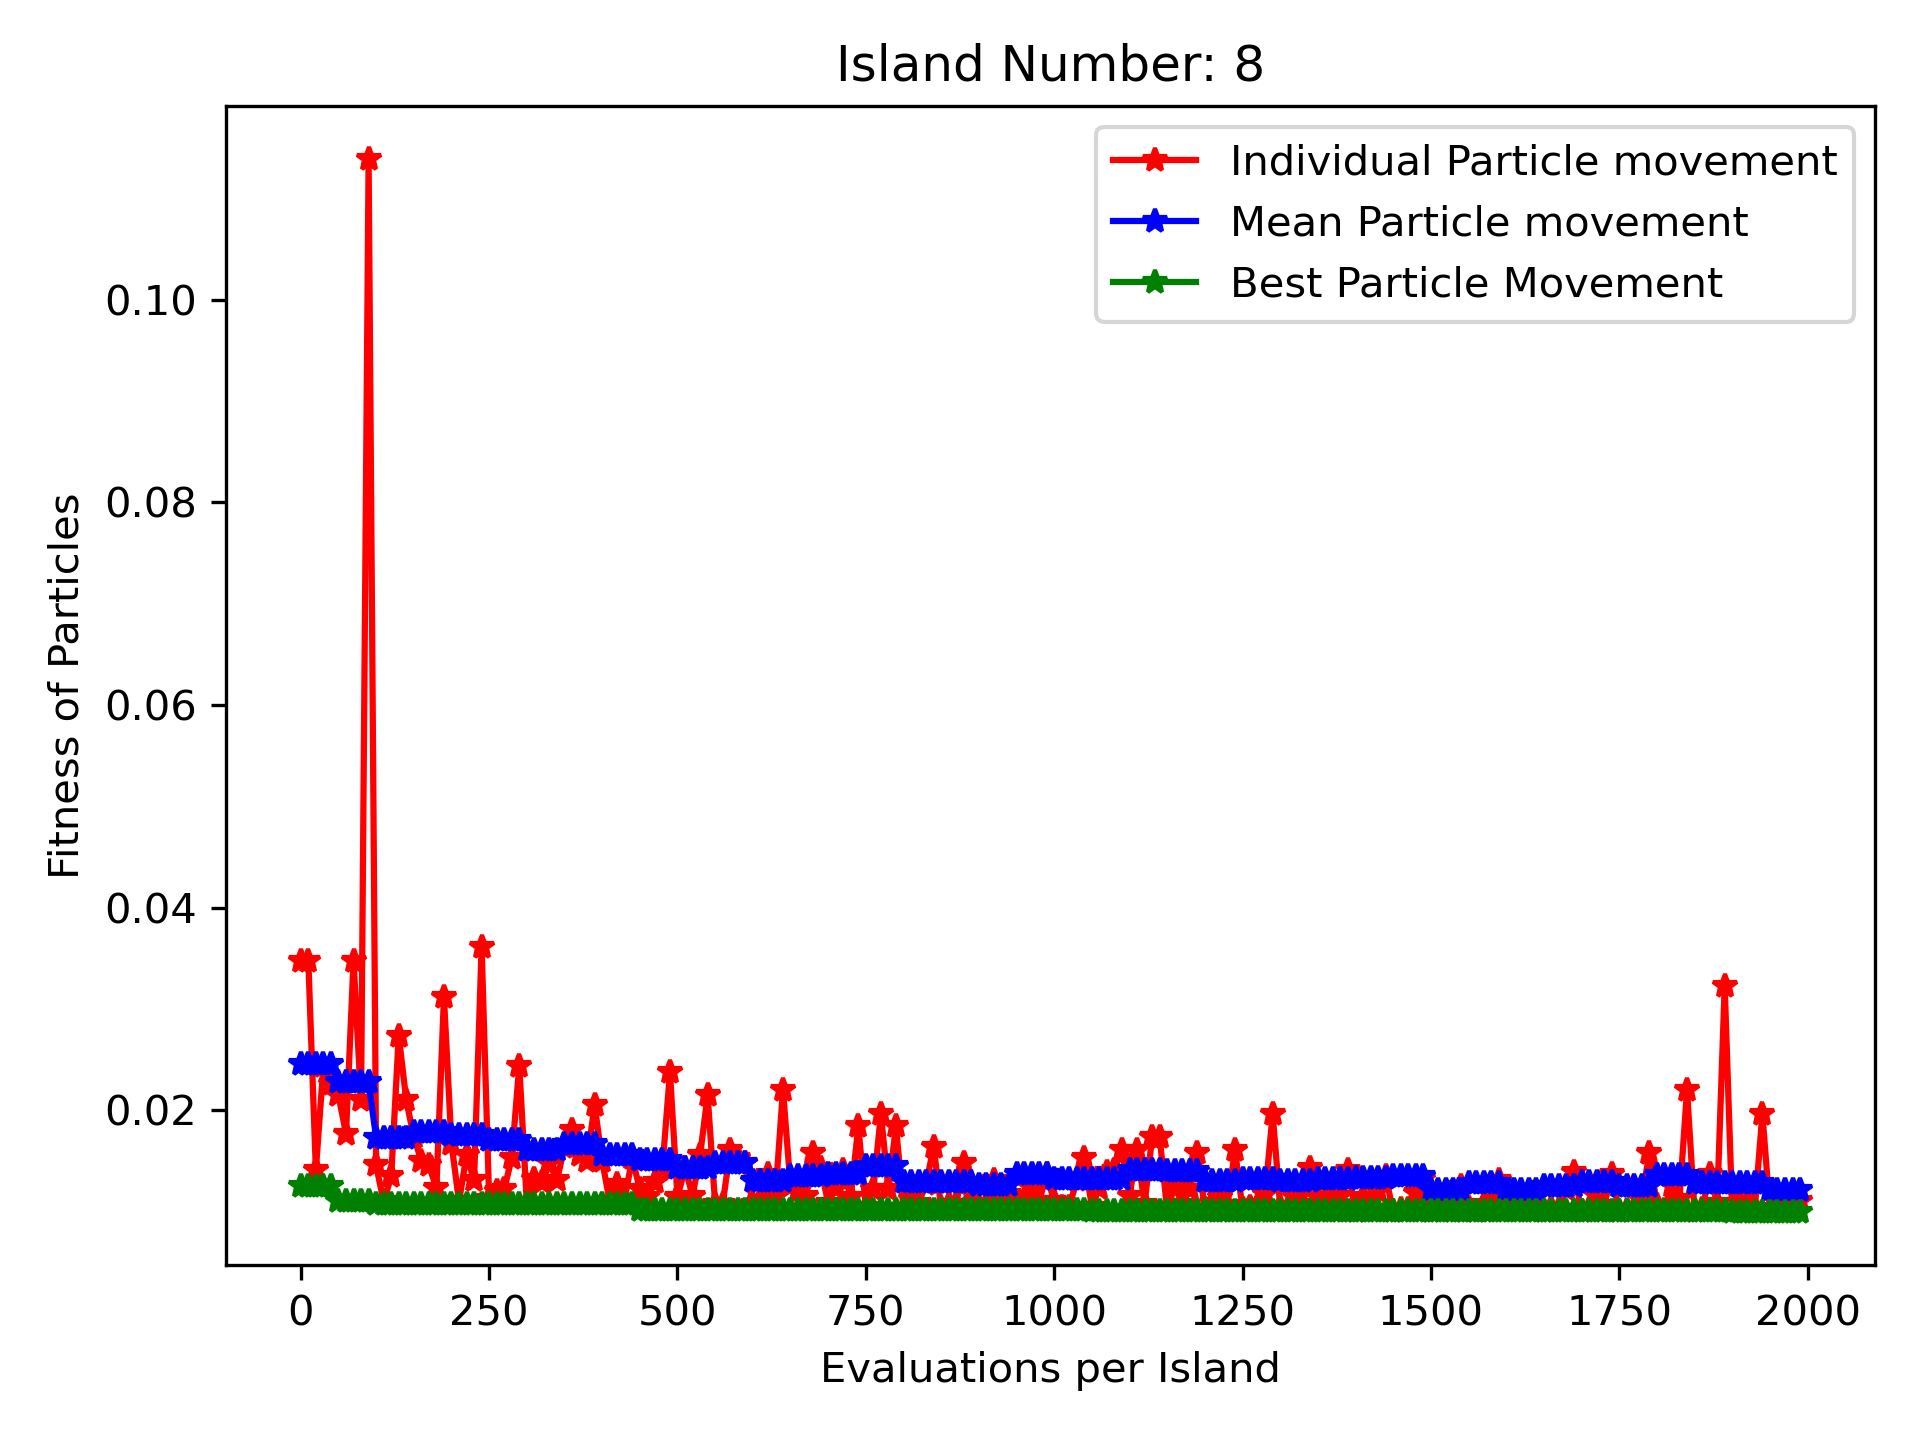 Island Number: 8
Individual Particle movement
Mean Particle movement
Best Particle Movement
0.10
0.08
0.06
0.04
0.02
Fitness of Particles
0 250 500 750 1000 1250 1500 1750 2000
Evaluations per Island